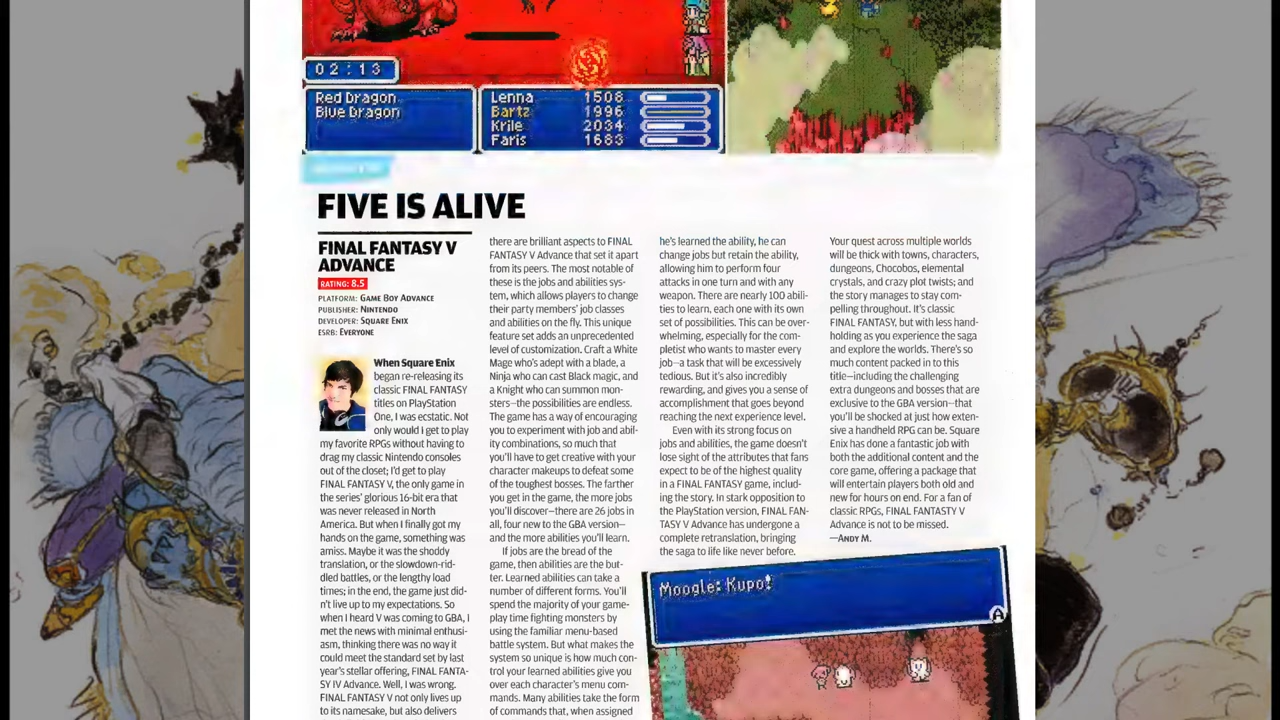 02:13
Red Dragon
Blue Dragon
Lenna 1508
Bartz 1996
Krile 2034
Faris 1683
FIVE IS ALIVE
FINAL FANTASY V
ADVANCE
RATING: 8.5
PLATFORM: GAME BOY ADVANCE
PUBLISHER: NINTENDO
DEVELOPER: SQUARE ENIX
ESRB: EVERYONE
When Square Enix
began re-releasing its
classic FINAL FANTASY
titles on PlayStation
One, I was ecstatic. Not
only would I get to play
my favorite RPGs without having to
drag my classic Nintendo consoles
out of the closet; I'd get to play
FINAL FANTASY V, the only game in
the series' glorious 16-bit era that
was never released in North
America. But when I finally got my
hands on the game, something was
amiss. Maybe it was the shoddy
translation, or the slowdown-rid-
dled battles, or the lengthy load
times; in the end, the game just did-
n't live up to my expectations. So
when I heard V was coming to GBA, I
met the news with minimal enthusi-
asm, thinking there was no way it
could meet the standard set by last
year's stellar offering, FINAL FANTA-
SY IV Advance. Well, I was wrong.
FINAL FANTASY V not only lives up
to its namesake, but also delivers
there are brilliant aspects to FINAL
FANTASY V Advance that set it apart
from its peers. The most notable of
these is the jobs and abilities sys-
tem, which allows players to change
their party members' job classes
and abilities on the fly. This unique
feature set adds an unprecedented
level of customization. Craft a White
Mage who's adept with a blade, a
Ninja who can cast Black magic, and
a Knight who can summon mon-
sters—the possibilities are endless.
The game has a way of encouraging
you to experiment with job and abil-
ity combinations, so much that
you'll have to get creative with your
character makeups to defeat some
of the toughest bosses. The farther
you get in the game, the more jobs
you'll discover—there are 26 jobs in
all, four new to the GBA version—
and the more abilities you'll learn.
If jobs are the bread of the
game, then abilities are the but-
ter. Learned abilities can take a
number of different forms. You'll
spend the majority of your game-
play time fighting monsters by
using the familiar menu-based
battle system. But what makes the
system so unique is how much con-
trol your learned abilities give you
over each character's menu com-
mands. Many abilities take the form
of commands that, when assigned
he's learned the ability, he can
change jobs but retain the ability,
allowing him to perform four
attacks in one turn and with any
weapon. There are nearly 100 abili-
ties to learn, each one with its own
set of possibilities. This can be over-
whelming, especially for the com-
pletist who wants to master every
job—a task that will be excessively
tedious. But it's also incredibly
rewarding, and gives you a sense of
accomplishment that goes beyond
reaching the next experience level.
Even with its strong focus on
jobs and abilities, the game doesn't
lose sight of the attributes that fans
expect to be of the highest quality
in a FINAL FANTASY game, includ-
ing the story. In stark opposition to
the PlayStation version, FINAL FAN-
TASY V Advance has undergone a
complete retranslation, bringing
the saga to life like never before.
Your quest across multiple worlds
will be thick with towns, characters,
dungeons, Chocobos, elemental
crystals, and crazy plot twists; and
the story manages to stay com-
pelling throughout. It's classic
FINAL FANTASY, but with less hand-
holding as you experience the saga
and explore the worlds. There's so
much content packed in to this
title—including the challenging
extra dungeons and bosses that are
exclusive to the GBA version—that
you'll be shocked at just how exten-
sive a handheld RPG can be. Square
Enix has done a fantastic job with
both the additional content and the
core game, offering a package that
will entertain players both old and
new for hours on end. For a fan of
classic RPGs, FINAL FANTASTY V
Advance is not to be missed.
—ANDY M.
Moogle: Kupo!
A